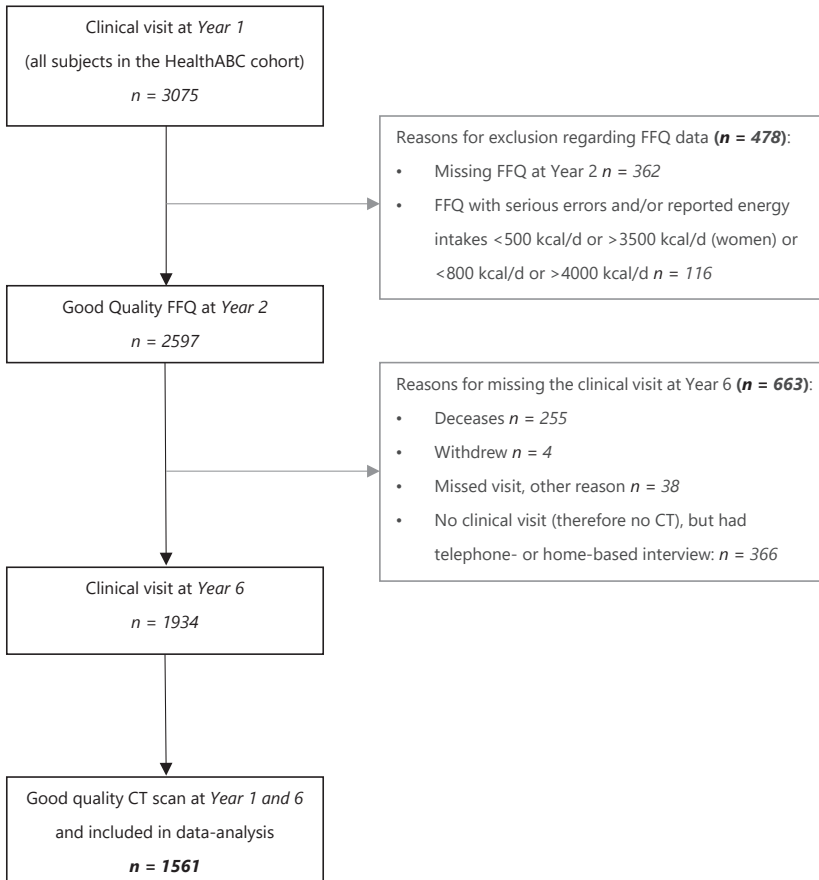 Clinical visit at Year 1
(all subjects in the HealthABC cohort)
n = 3075
Reasons for exclusion regarding FFQ data (n = 478):
• Missing FFQ at Year 2 n = 362
• FFQ with serious errors and/or reported energy
intakes <500 kcal/d or >3500 kcal/d (women) or
<800 kcal/d or >4000 kcal/d n = 116
Good Quality FFQ at Year 2
n = 2597
Reasons for missing the clinical visit at Year 6 (n = 663):
• Deceases n = 255
• Withdrew n = 4
• Missed visit, other reason n = 38
• No clinical visit (therefore no CT), but had
telephone- or home-based interview: n = 366
Clinical visit at Year 6
n = 1934
Good quality CT scan at Year 1 and 6
and included in data-analysis
n = 1561